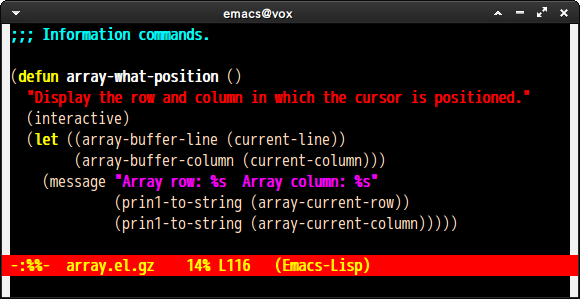 emacs@vox
;;; Information commands.
(defun array-what-position ()
  "Display the row and column in which the cursor is positioned."
  (interactive)
  (let ((array-buffer-line (current-line))
        (array-buffer-column (current-column)))
    (message "Array row: %s  Array column: %s"
             (prin1-to-string (array-current-row))
             (prin1-to-string (array-current-column)))))
-:%%-  array.el.gz    14% L116   (Emacs-Lisp)